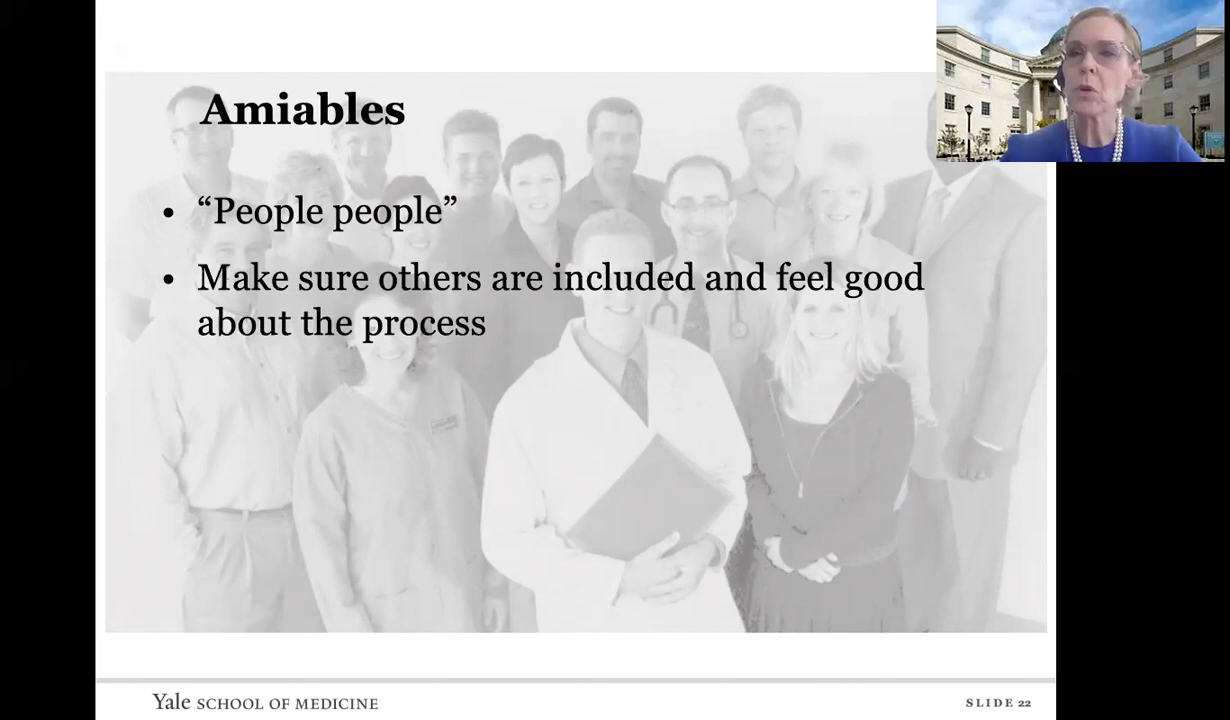 Amiables
• “People people”
• Make sure others are included and feel good
about the process
Yale SCHOOL OF MEDICINE
SLIDE 22